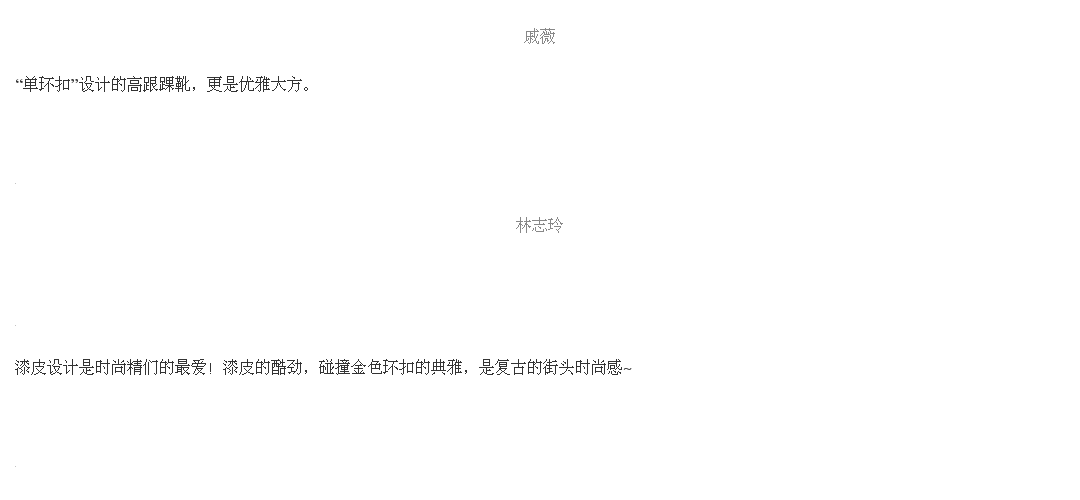 戚薇
“单环扣”设计的高跟踝靴，更是优雅大方。
林志玲
漆皮设计是时尚精们的最爱！漆皮的酷劲，碰撞金色环扣的典雅，是复古的街头时尚感~